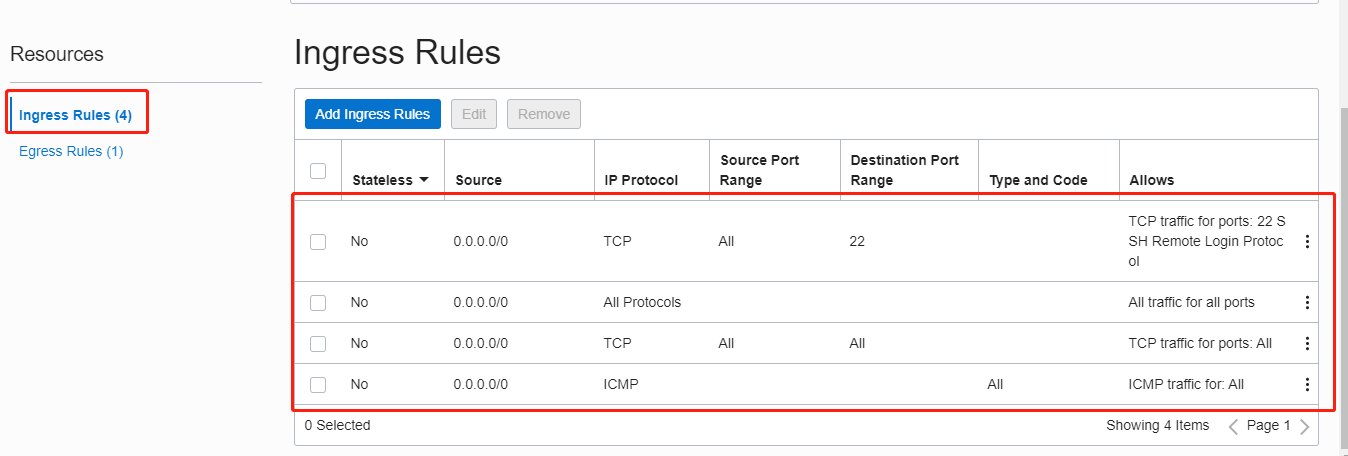 Resources
Ingress Rules (4)
Egress Rules (1)
Ingress Rules
Add Ingress Rules Edit Remove
Stateless Source IP Protocol Source Port Range Destination Port Range Type and Code Allows
No 0.0.0.0/0 TCP All 22 TCP traffic for ports: 22 S
SH Remote Login Protoc
ol
No 0.0.0.0/0 All Protocols All traffic for all ports
No 0.0.0.0/0 TCP All All TCP traffic for ports: All
No 0.0.0.0/0 ICMP All ICMP traffic for: All
0 Selected Showing 4 Items Page 1